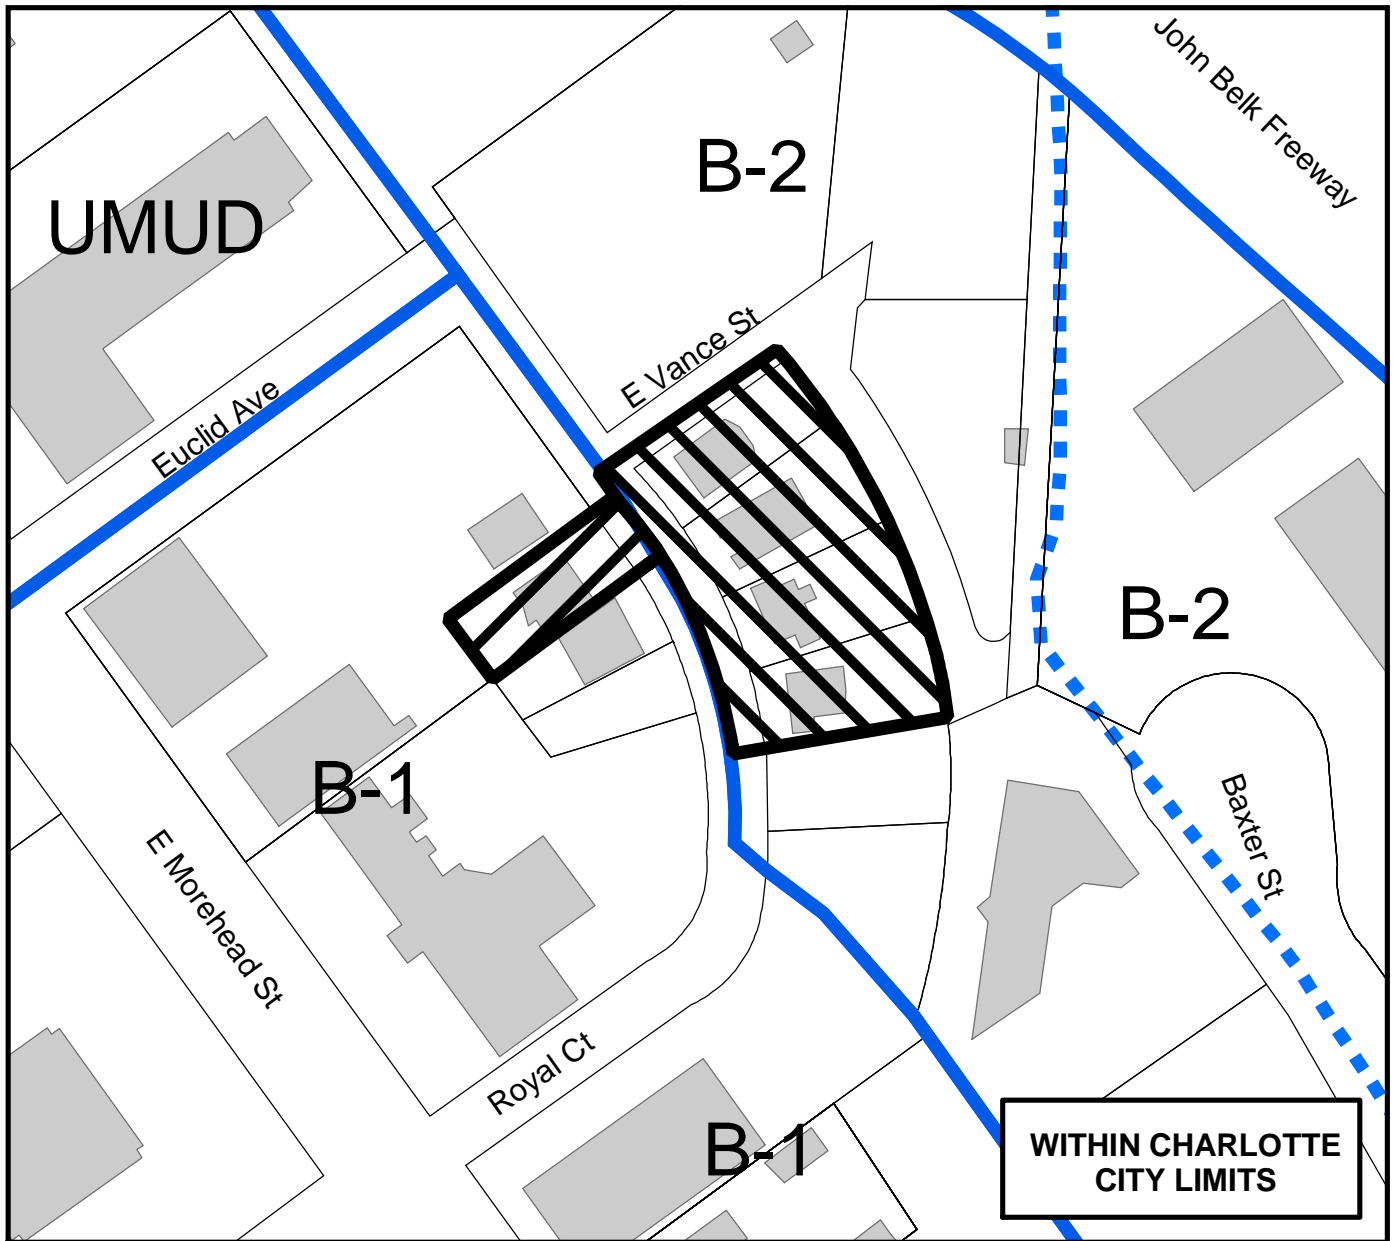 John Belk Freeway
B-2
UMUD
E Vance St
Euclid Ave
B-2
B-1
Baxter St
E Morehead St
Royal Ct
B-1
WITHIN CHARLOTTE
CITY LIMITS